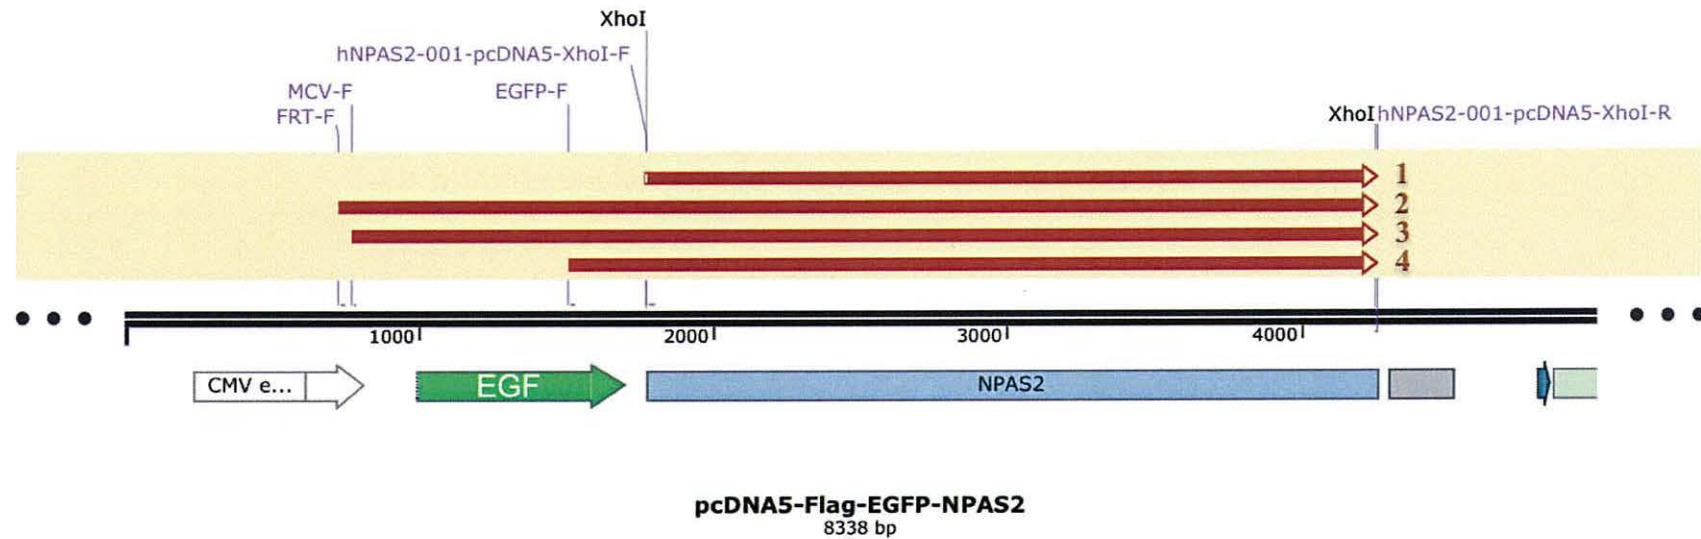 XhoI
hNPAS2-001-pcDNA5-XhoI-F
MCV-F
EGFP-F
FRT-F
XhoI hNPAS2-001-pcDNA5-XhoI-R
1
2
3
4
1000 2000 3000 4000
CMV e... EGF NPAS2
pcDNA5-Flag-EGFP-NPAS2
8338 bp